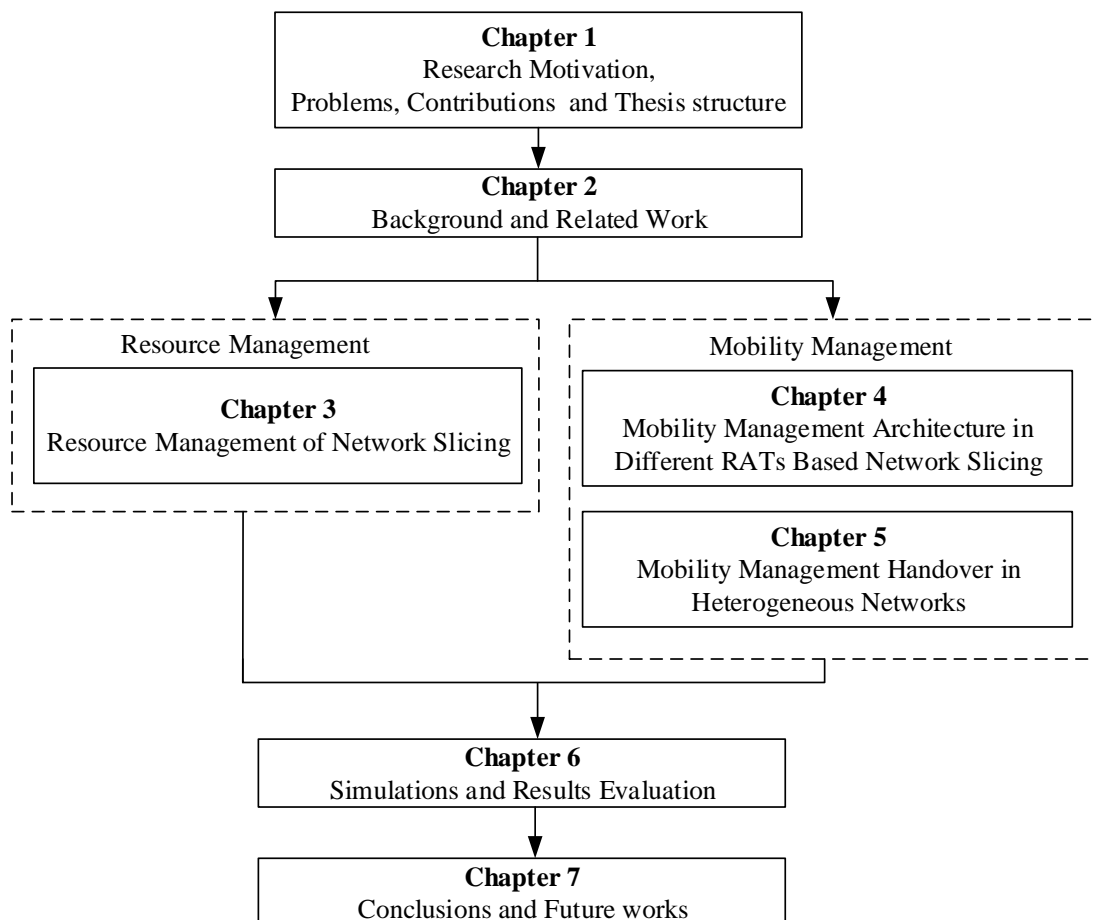 Chapter 1
Research Motivation,
Problems, Contributions and Thesis structure
Chapter 2
Background and Related Work
Resource Management
Chapter 3
Resource Management of Network Slicing
Mobility Management
Chapter 4
Mobility Management Architecture in
Different RATs Based Network Slicing
Chapter 5
Mobility Management Handover in
Heterogeneous Networks
Chapter 6
Simulations and Results Evaluation
Chapter 7
Conclusions and Future works